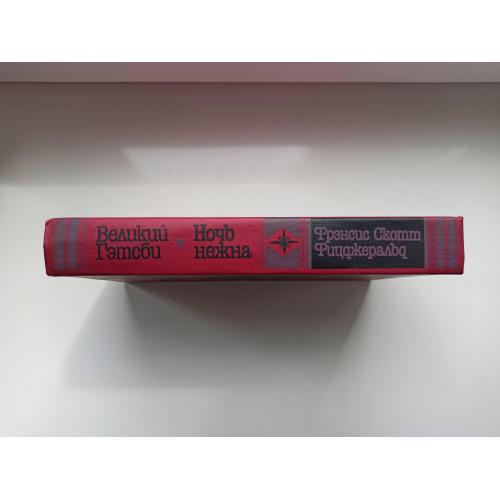 Великий
Гэтсби
Ночь
нежна
Фрэнсис Скотт
Фицджеральд